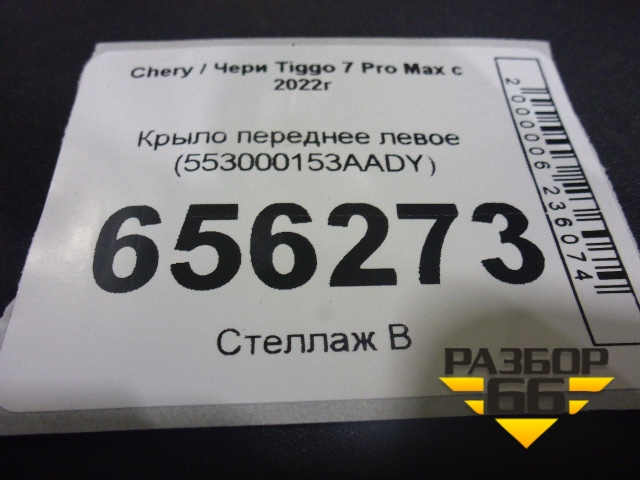 Chery / Чери Tiggo 7 Pro Max с
2022г
Крыло переднее левое
(553000153AADY)
656273
Стеллаж В
2000006236074
РАЗБОР
66